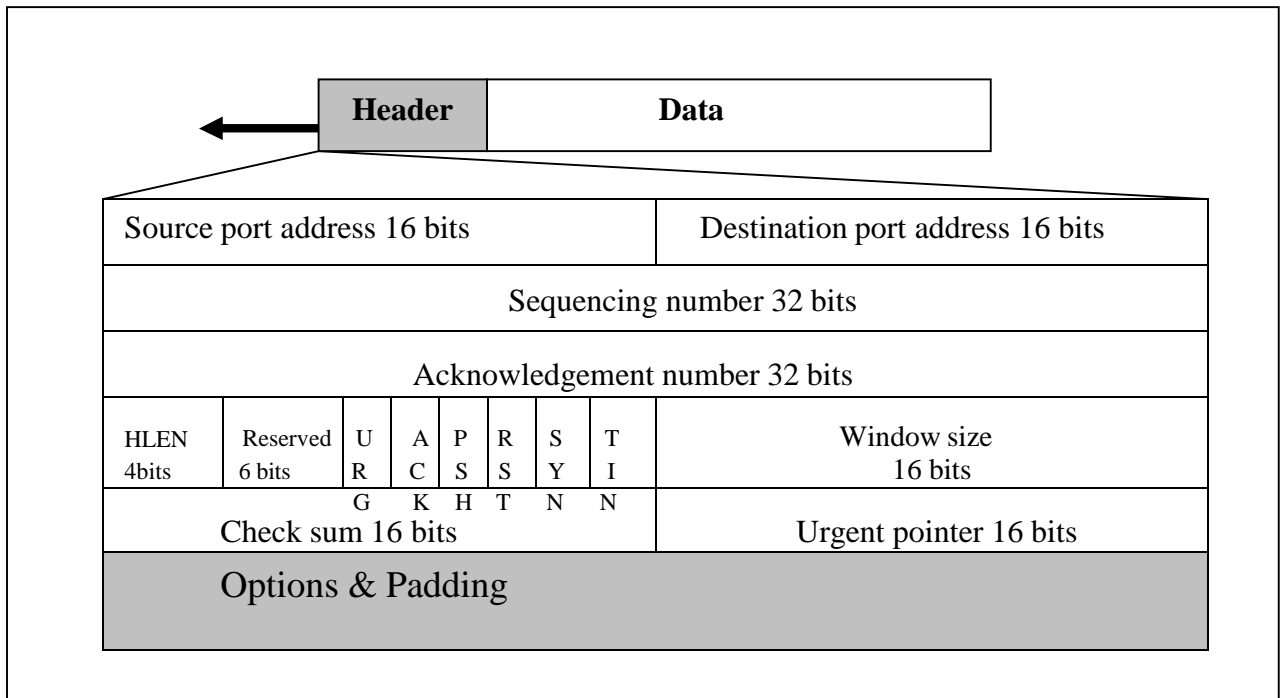 Header Data
Source port address 16 bits Destination port address 16 bits
Sequencing number 32 bits
Acknowledgement number 32 bits
HLEN Reserved U A P R S T Window size
4bits 6 bits R C S S Y I 16 bits
G K H T N N
Check sum 16 bits Urgent pointer 16 bits
Options & Padding